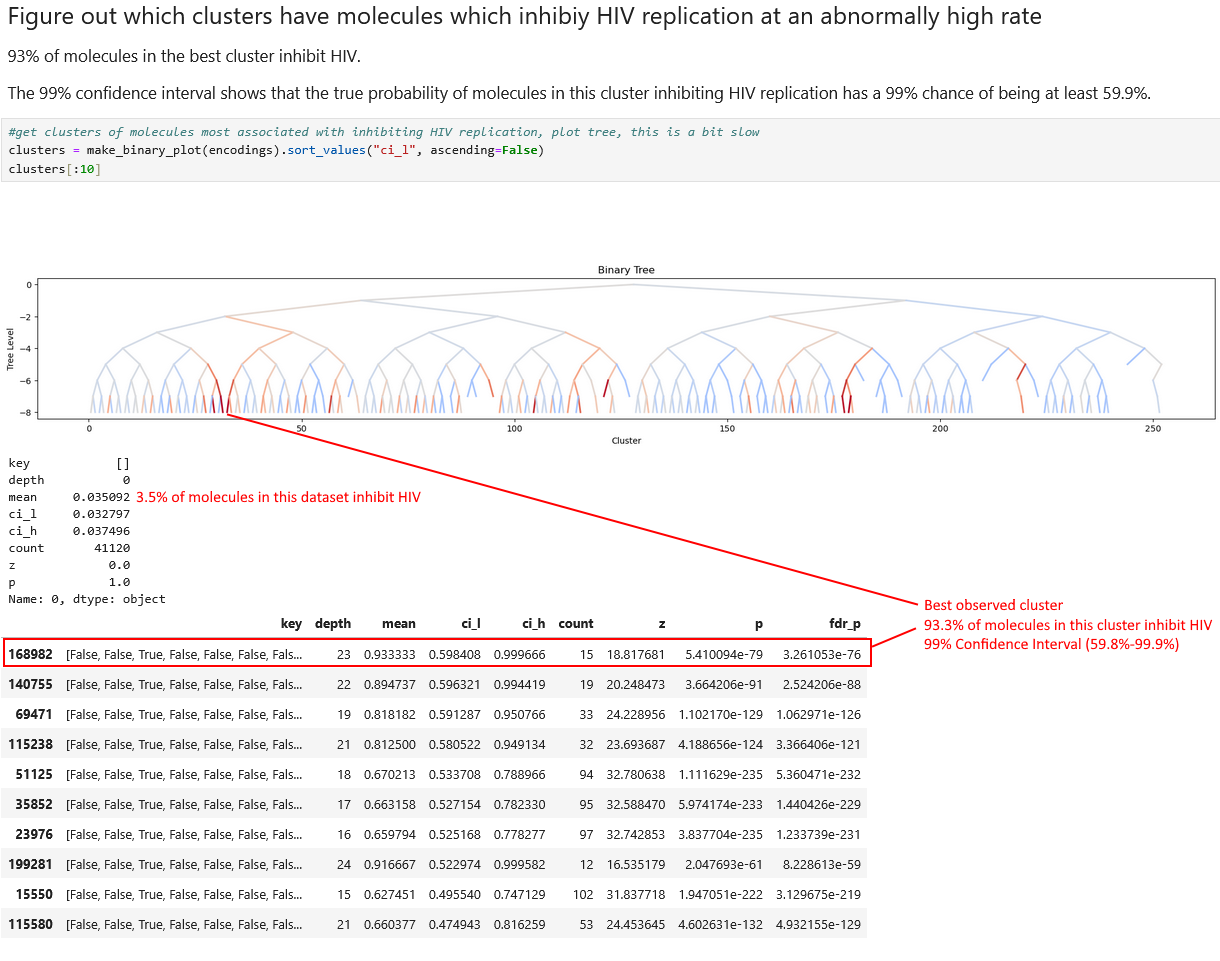 Figure out which clusters have molecules which inhibiy HIV replication at an abnormally high rate
93% of molecules in the best cluster inhibit HIV.
The 99% confidence interval shows that the true probability of molecules in this cluster inhibiting HIV replication has a 99% chance of being at least 59.9%.
#get clusters of molecules most associated with inhibiting HIV replication, plot tree, this is a bit slow
clusters = make_binary_plot(encodings).sort_values("ci_l", ascending=False)
clusters[:10]
Binary Tree
Tree Level
0
−2
−4
−6
−8
0 50 100 150 200 250
Cluster
key []
depth 0
mean 0.035092 3.5% of molecules in this dataset inhibit HIV
ci_l 0.032797
ci_h 0.037496
count 41120
z 0.0
p 1.0
Name: 0, dtype: object
Best observed cluster
93.3% of molecules in this cluster inhibit HIV
99% Confidence Interval (59.8%-99.9%)
key depth mean ci_l ci_h count z p fdr_p
168982 [False, False, True, False, False, False, Fals... 23 0.933333 0.598408 0.999666 15 18.817681 5.410094e-79 3.261053e-76
140755 [False, False, True, False, False, False, Fals... 22 0.894737 0.596321 0.994419 19 20.248473 3.664206e-91 2.524206e-88
69471 [False, False, True, False, False, False, Fals... 19 0.818182 0.591287 0.950766 33 24.228956 1.102170e-129 1.062971e-126
115238 [False, False, True, False, False, False, Fals... 21 0.812500 0.580522 0.949134 32 23.693687 4.188656e-124 3.366406e-121
51125 [False, False, True, False, False, False, Fals... 18 0.670213 0.533708 0.788966 94 32.780638 1.111629e-235 5.360471e-232
35852 [False, False, True, False, False, False, Fals... 17 0.663158 0.527154 0.782330 95 32.588470 5.974174e-233 1.440426e-229
23976 [False, False, True, False, False, False, Fals... 16 0.659794 0.525168 0.778277 97 32.742853 3.837704e-235 1.233739e-231
199281 [False, False, True, False, False, False, Fals... 24 0.916667 0.522974 0.999582 12 16.535179 2.047693e-61 8.228613e-59
15550 [False, False, True, False, False, False, Fals... 15 0.627451 0.495540 0.747129 102 31.837718 1.947051e-222 3.129675e-219
115580 [False, False, True, False, False, False, Fals... 21 0.660377 0.474943 0.816259 53 24.453645 4.602631e-132 4.932155e-129